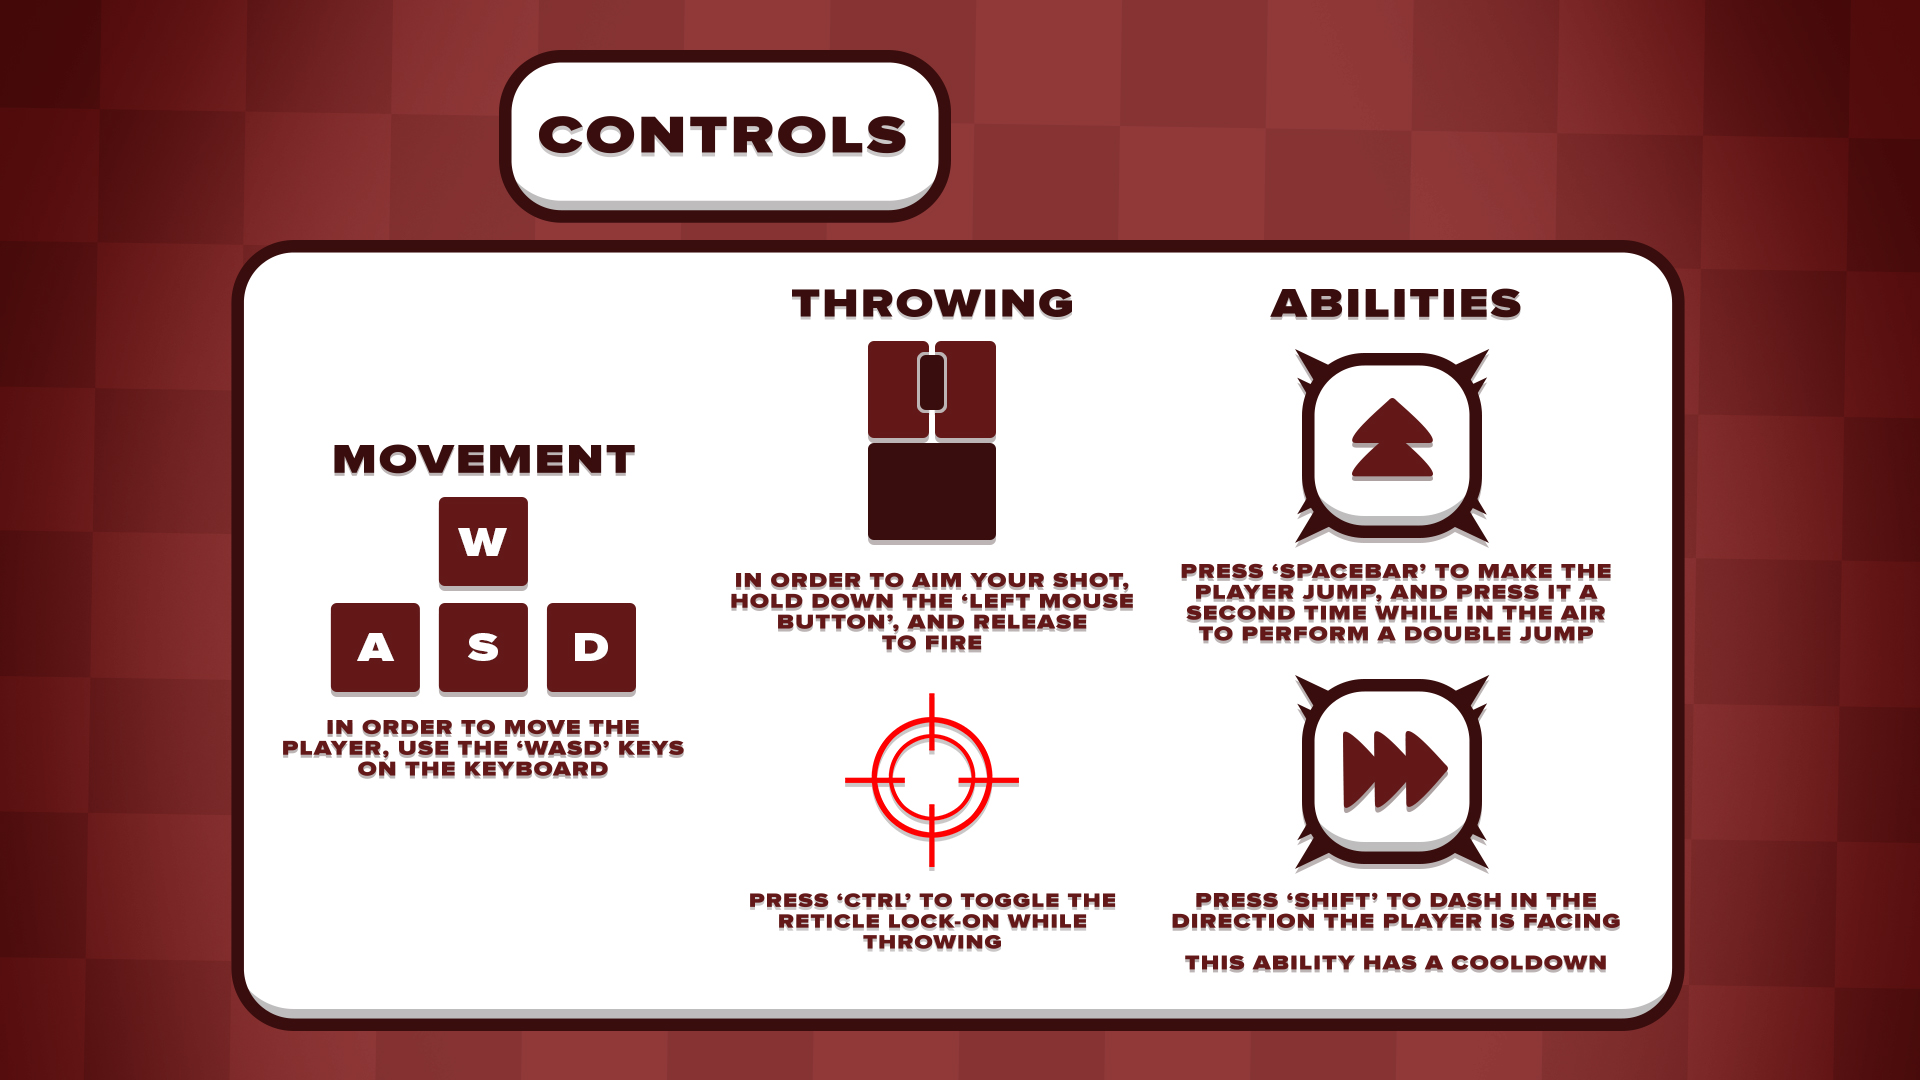 CONTROLS
MOVEMENT
W
A S D
IN ORDER TO MOVE THE
PLAYER, USE THE ‘WASD’ KEYS
ON THE KEYBOARD
THROWING
IN ORDER TO AIM YOUR SHOT,
HOLD DOWN THE ‘LEFT MOUSE
BUTTON’, AND RELEASE
TO FIRE
PRESS ‘CTRL’ TO TOGGLE THE
RETICLE LOCK-ON WHILE
THROWING
ABILITIES
PRESS ‘SPACEBAR’ TO MAKE THE
PLAYER JUMP, AND PRESS IT A
SECOND TIME WHILE IN THE AIR
TO PERFORM A DOUBLE JUMP
PRESS ‘SHIFT’ TO DASH IN THE
DIRECTION THE PLAYER IS FACING
THIS ABILITY HAS A COOLDOWN